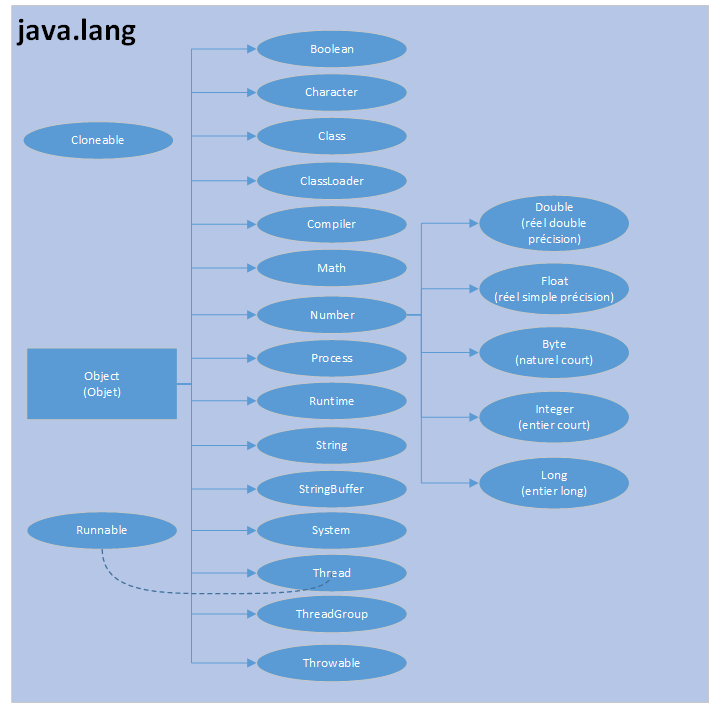 java.lang
Cloneable
Object
(Objet)
Runnable
Boolean
Character
Class
ClassLoader
Compiler
Math
Number
Process
Runtime
String
StringBuffer
System
Thread
ThreadGroup
Throwable
Double
(réel double
précision)
Float
(réel simple précision)
Byte
(naturel court)
Integer
(entier court)
Long
(entier long)